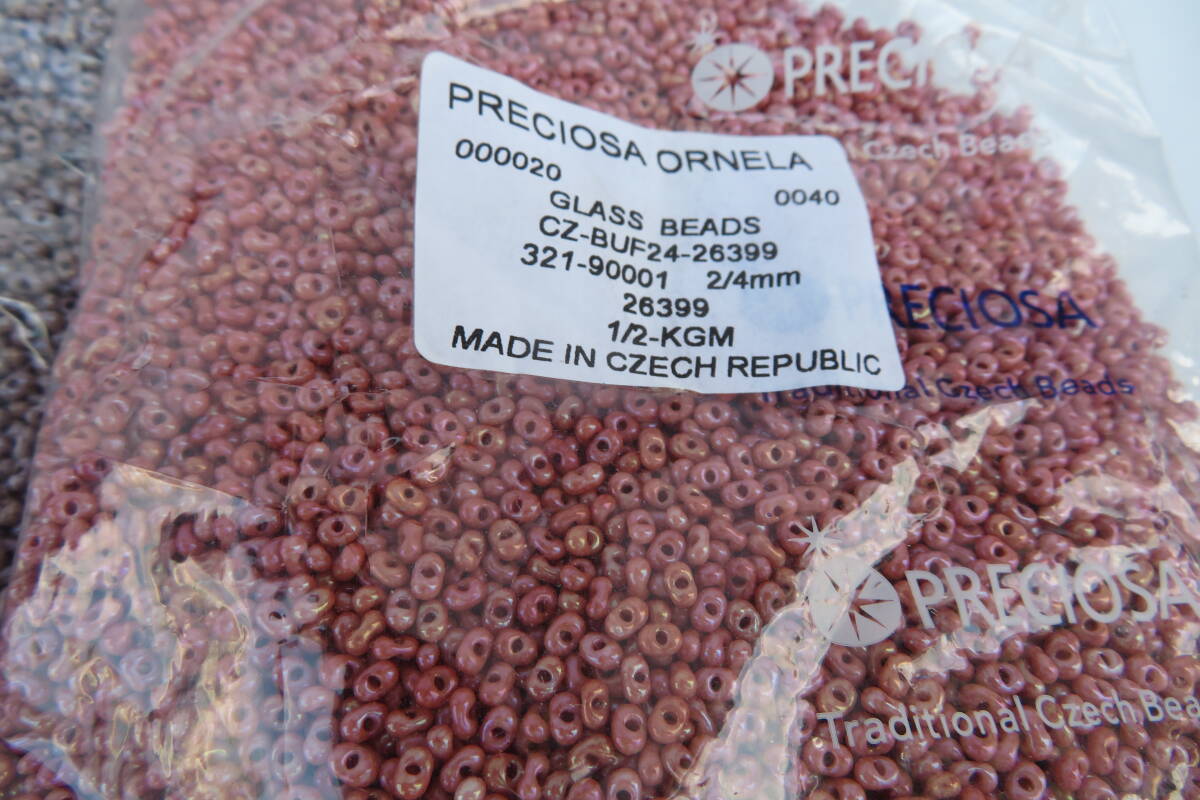 PRECIOSA
Czech Beads
PRECIOSA ORNELA
000020
0040
GLASS BEADS
CZ-BUF24-26399
321-90001 2/4mm
26399
1/2-KGM
MADE IN CZECH REPUBLIC
PRECIOSA
Traditional Czech Beads
PRECIOSA
Traditional Czech Bea